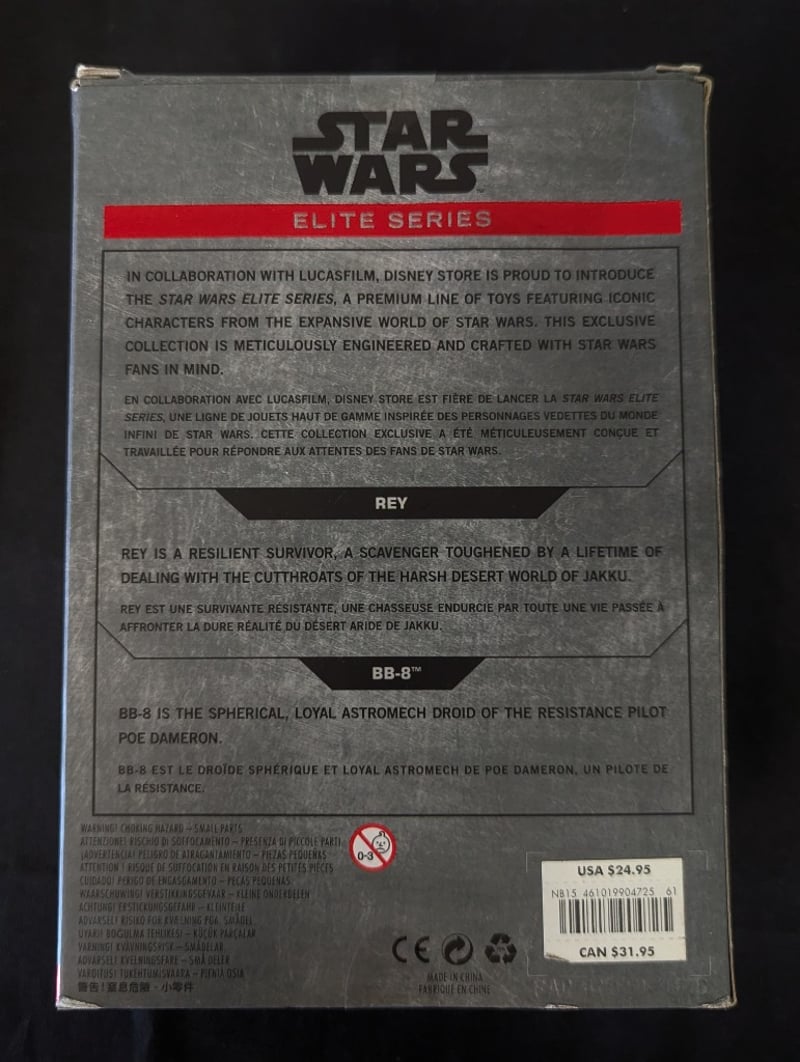 STAR
WARS™
ELITE SERIES
IN COLLABORATION WITH LUCASFILM, DISNEY STORE IS PROUD TO INTRODUCE
THE STAR WARS ELITE SERIES, A PREMIUM LINE OF TOYS FEATURING ICONIC
CHARACTERS FROM THE EXPANSIVE WORLD OF STAR WARS. THIS EXCLUSIVE
COLLECTION IS METICULOUSLY ENGINEERED AND CRAFTED WITH STAR WARS
FANS IN MIND.
EN COLLABORATION AVEC LUCASFILM, DISNEY STORE EST FIÈRE DE LANCER LA STAR WARS ELITE
SERIES, UNE LIGNE DE JOUETS HAUT DE GAMME INSPIRÉE DES PERSONNAGES VEDETTES DU MONDE
INFINI DE STAR WARS. CETTE COLLECTION EXCLUSIVE A ÉTÉ MÉTICULEUSEMENT CONÇUE ET
TRAVAILLÉE POUR RÉPONDRE AUX ATTENTES DES FANS DE STAR WARS.
REY
REY IS A RESILIENT SURVIVOR, A SCAVENGER TOUGHENED BY A LIFETIME OF
DEALING WITH THE CUTTHROATS OF THE HARSH DESERT WORLD OF JAKKU.
REY EST UNE SURVIVANTE RÉSISTANTE, UNE CHASSEUSE ENDURCIE PAR TOUTE UNE VIE PASSÉE À
AFFRONTER LA DURE RÉALITÉ DU DÉSERT ARIDE DE JAKKU.
BB-8™
BB-8 IS THE SPHERICAL, LOYAL ASTROMECH DROID OF THE RESISTANCE PILOT
POE DAMERON.
BB-8 EST LE DROÏDE SPHÉRIQUE ET LOYAL ASTROMECH DE POE DAMERON, UN PILOTE DE
LA RÉSISTANCE.
WARNING! CHOKING HAZARD – SMALL PARTS
ATTENZIONE! RISCHIO DI SOFFOCAMENTO – PRESENZA DI PICCOLE PARTI
¡ADVERTENCIA! PELIGRO DE ATRAGANTAMIENTO – PIEZAS PEQUEÑAS
ATTENTION ! RISQUE DE SUFFOCATION EN RAISON DES PETITES PIÈCES
CUIDADO! PERIGO DE ENGASGAMENTO – PEÇAS PEQUENAS
WAARSCHUWING! VERSTIKKINGSGEVAAR – KLEINE ONDERDELEN
ACHTUNG! ERSTICKUNGSGEFAHR – KLEINTEILE
ADVARSEL! RISIKO FOR KVÆLNING PGA. SMÅDEL
UYARI! BOĞULMA TEHLİKESİ – KÜÇÜK PARÇALAR
VARNING! KVÄVNINGSRISK – SMÅDELAR
ADVARSEL! KVELNINGSFARE – SMÅ DELER
VAROITUS! TUKEHTUMISVAARA – PIENIÄ OSIA
警告！窒息危險 · 小零件
0-3
CE
MADE IN CHINA
FABRIQUÉ EN CHINE
USA $24.95
NB15 461019904725 61
CAN $31.95